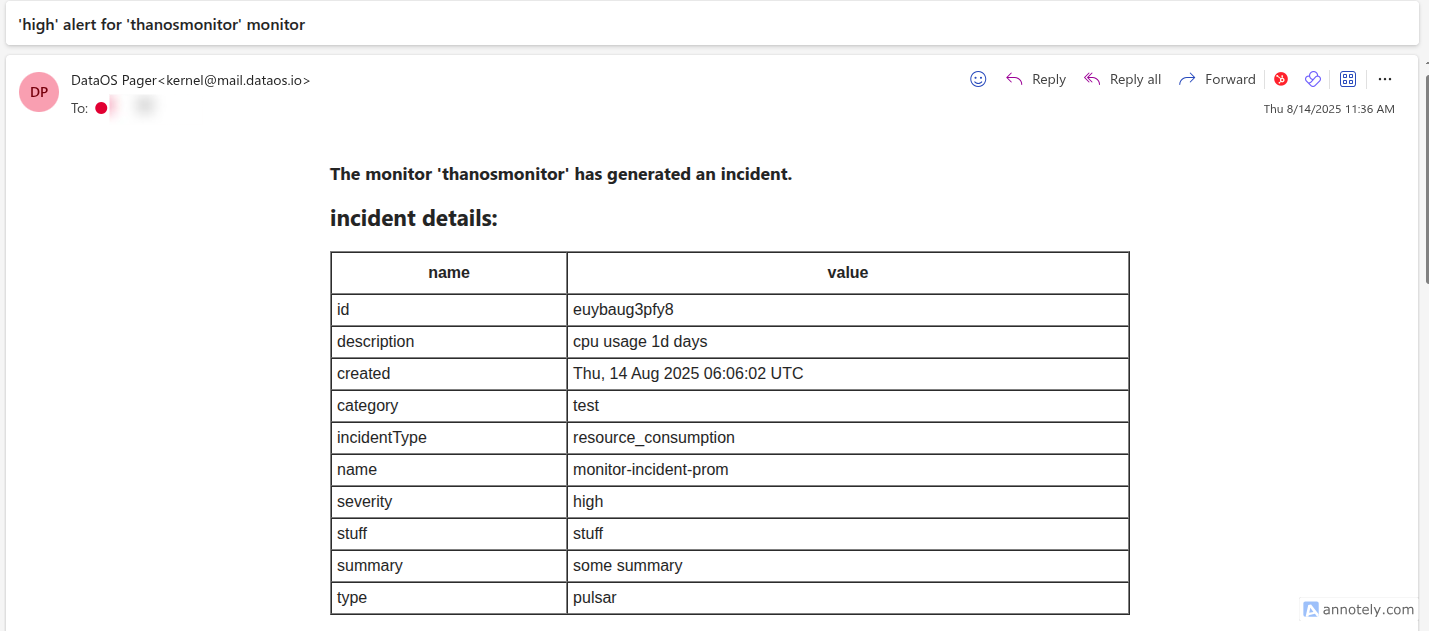 'high' alert for 'thanosmonitor' monitor
DP
DataOS Pager<kernel@mail.dataos.io>
Reply
Reply all
Forward
To:
Thu 8/14/2025 11:36 AM
The monitor 'thanosmonitor' has generated an incident.
incident details:
name value
id euybaug3pfy8
description cpu usage 1d days
created Thu, 14 Aug 2025 06:06:02 UTC
category test
incidentType resource_consumption
name monitor-incident-prom
severity high
stuff stuff
summary some summary
type pulsar
annotely.com